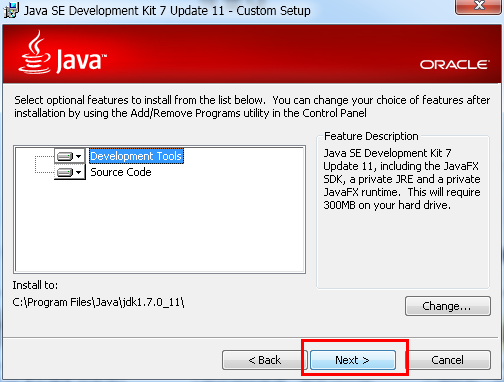 Java SE Development Kit 7 Update 11 - Custom Setup
Java™
ORACLE
Select optional features to install from the list below. You can change your choice of features after
installation by using the Add/Remove Programs utility in the Control Panel
Development Tools
Source Code
Feature Description
Java SE Development Kit 7
Update 11, including the JavaFX
SDK, a private JRE and a private
JavaFX runtime. This will require
300MB on your hard drive.
Install to:
C:\Program Files\Java\jdk1.7.0_11\
Change...
< Back
Next >
Cancel